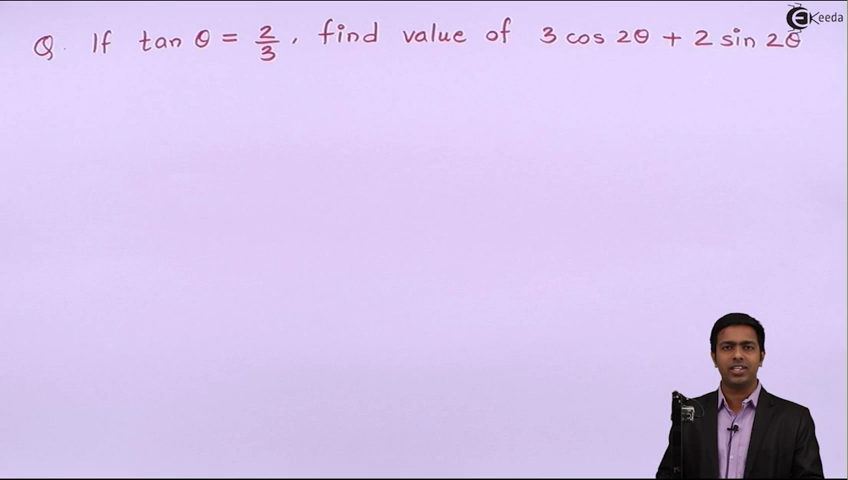 EKeeda
Q. If tan θ = 2/3, find value of 3 cos 2θ + 2 sin 2θ